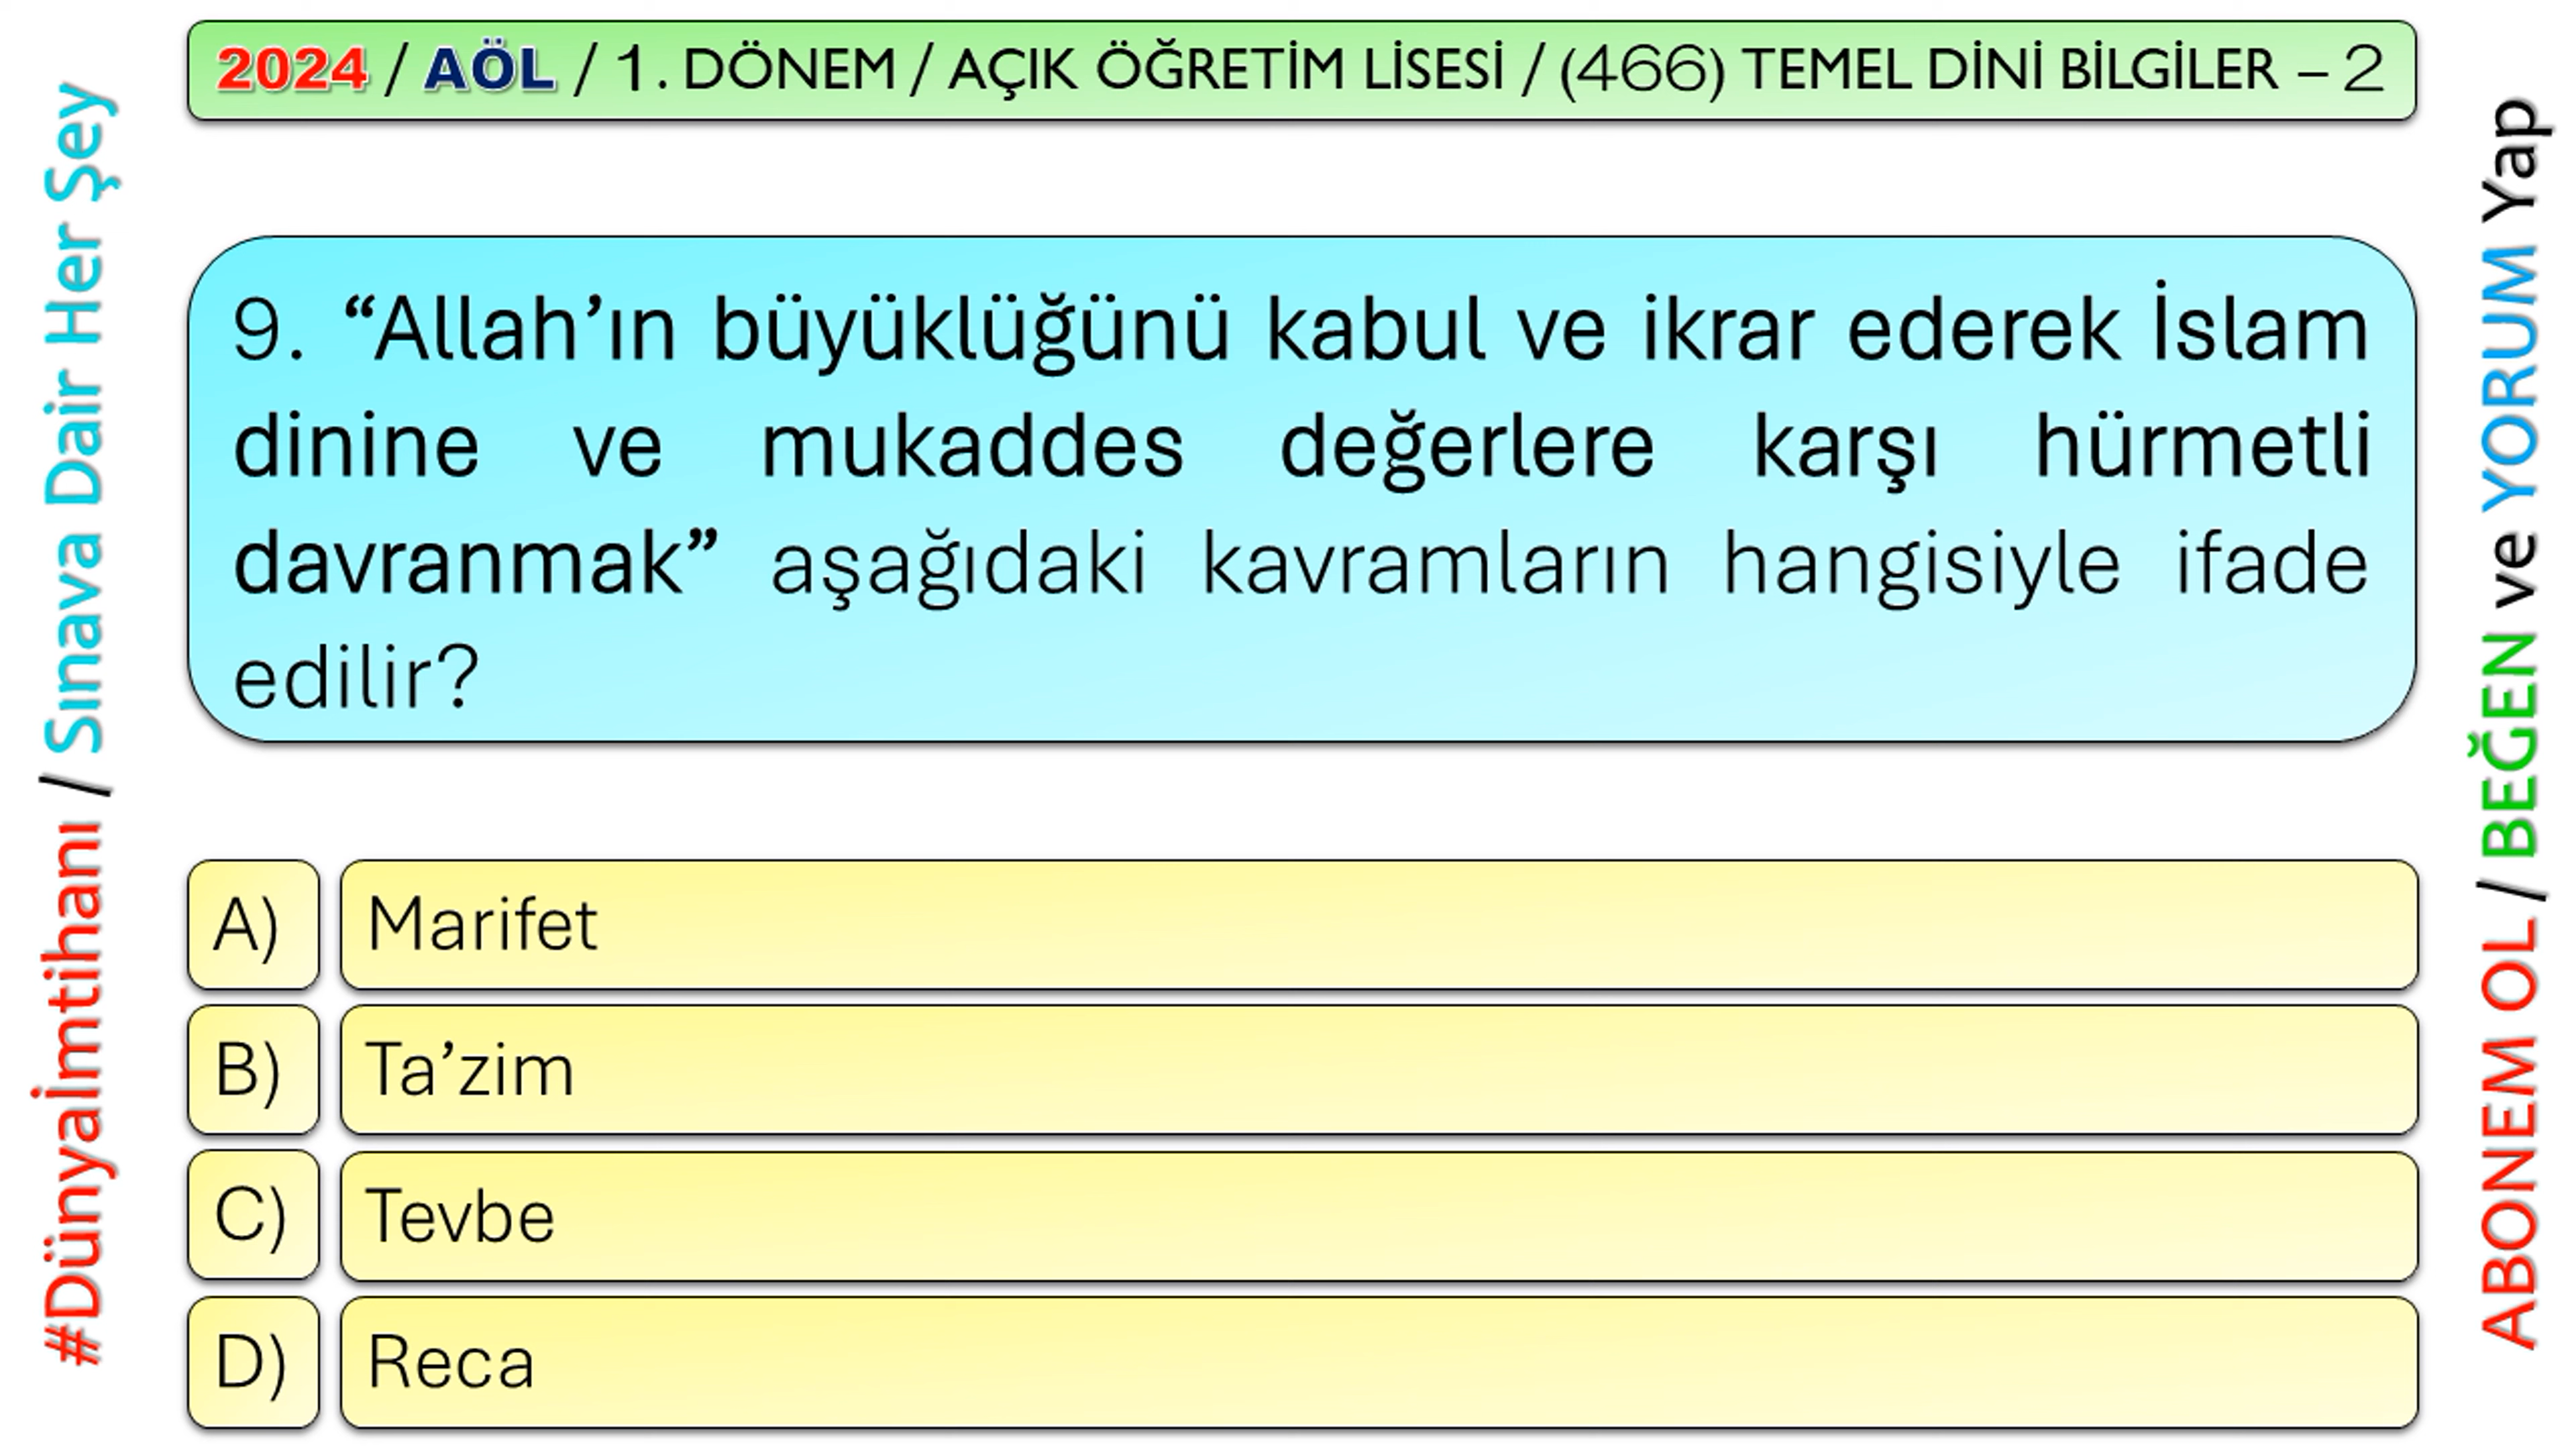 2024 / AÖL / 1. DÖNEM / AÇIK ÖĞRETİM LİSESİ / (466) TEMEL DİNİ BİLGİLER – 2
#Dünyaİmtihanı / Sınava Dair Her Şey
9. “Allah’ın büyüklüğünü kabul ve ikrar ederek İslam
dinine ve mukaddes değerlere karşı hürmetli
davranmak” aşağıdaki kavramların hangisiyle ifade
edilir?
A) Marifet
B) Ta’zim
C) Tevbe
D) Reca
ABONEM OL / BEĞEN ve YORUM Yap